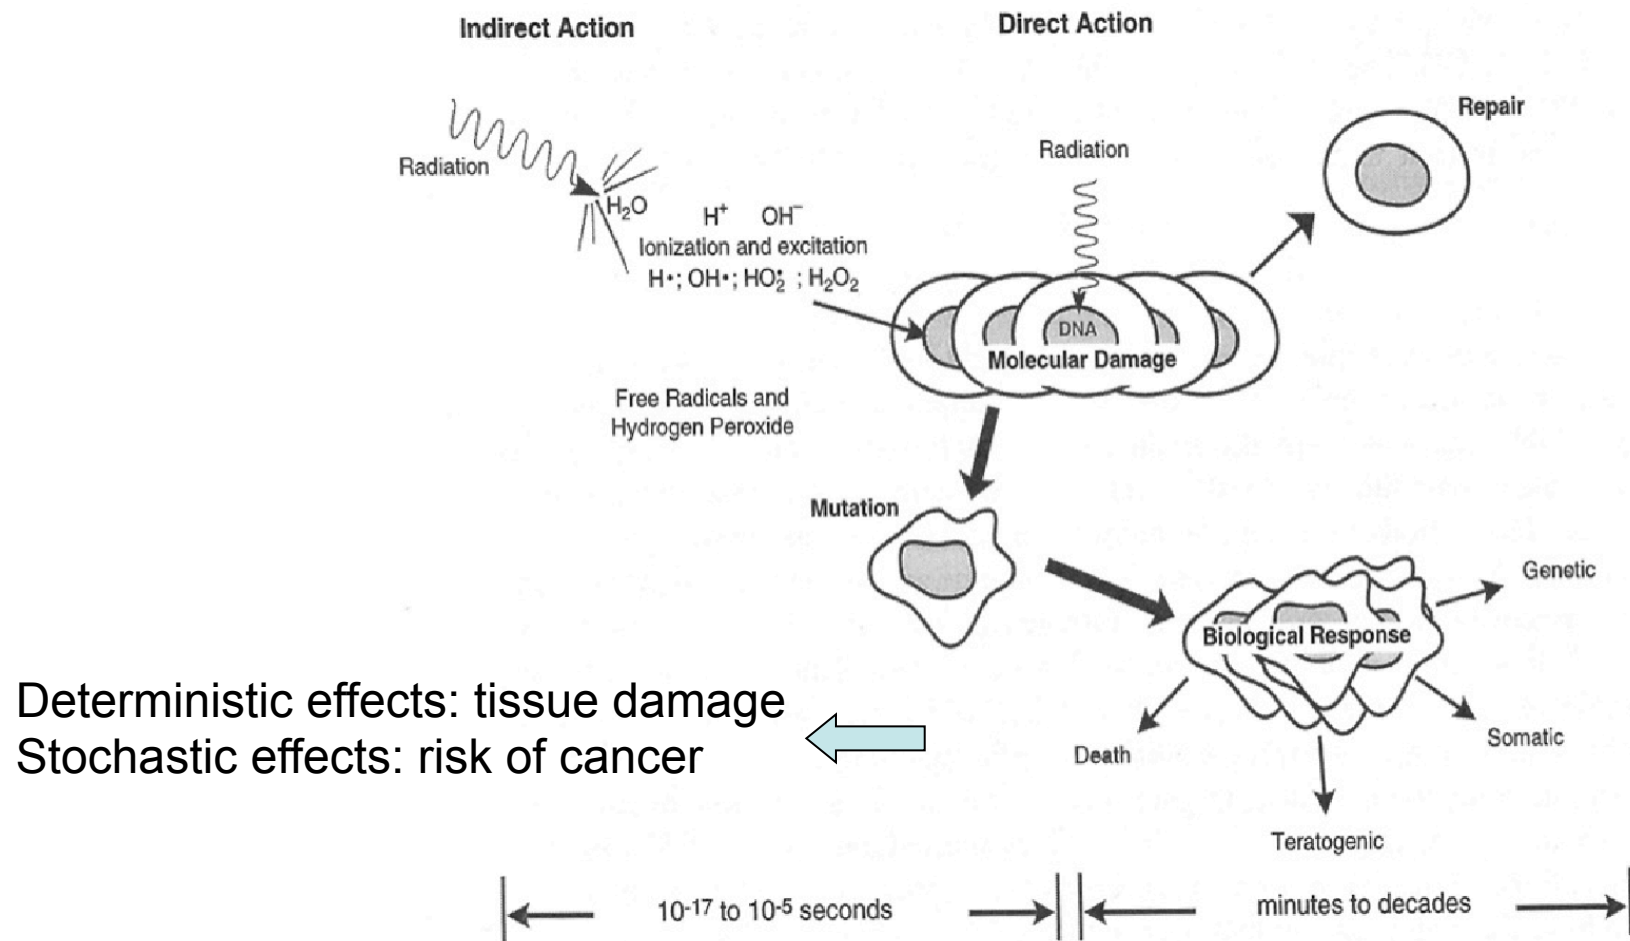 Indirect Action
Direct Action
Radiation
H₂O
H⁺ OH⁻
Ionization and excitation
H•; OH•; HO₂• ; H₂O₂
Free Radicals and
Hydrogen Peroxide
Radiation
DNA
Molecular Damage
Repair
Mutation
Biological Response
Genetic
Somatic
Teratogenic
Death
Deterministic effects: tissue damage
Stochastic effects: risk of cancer
10⁻¹⁷ to 10⁻⁵ seconds
minutes to decades